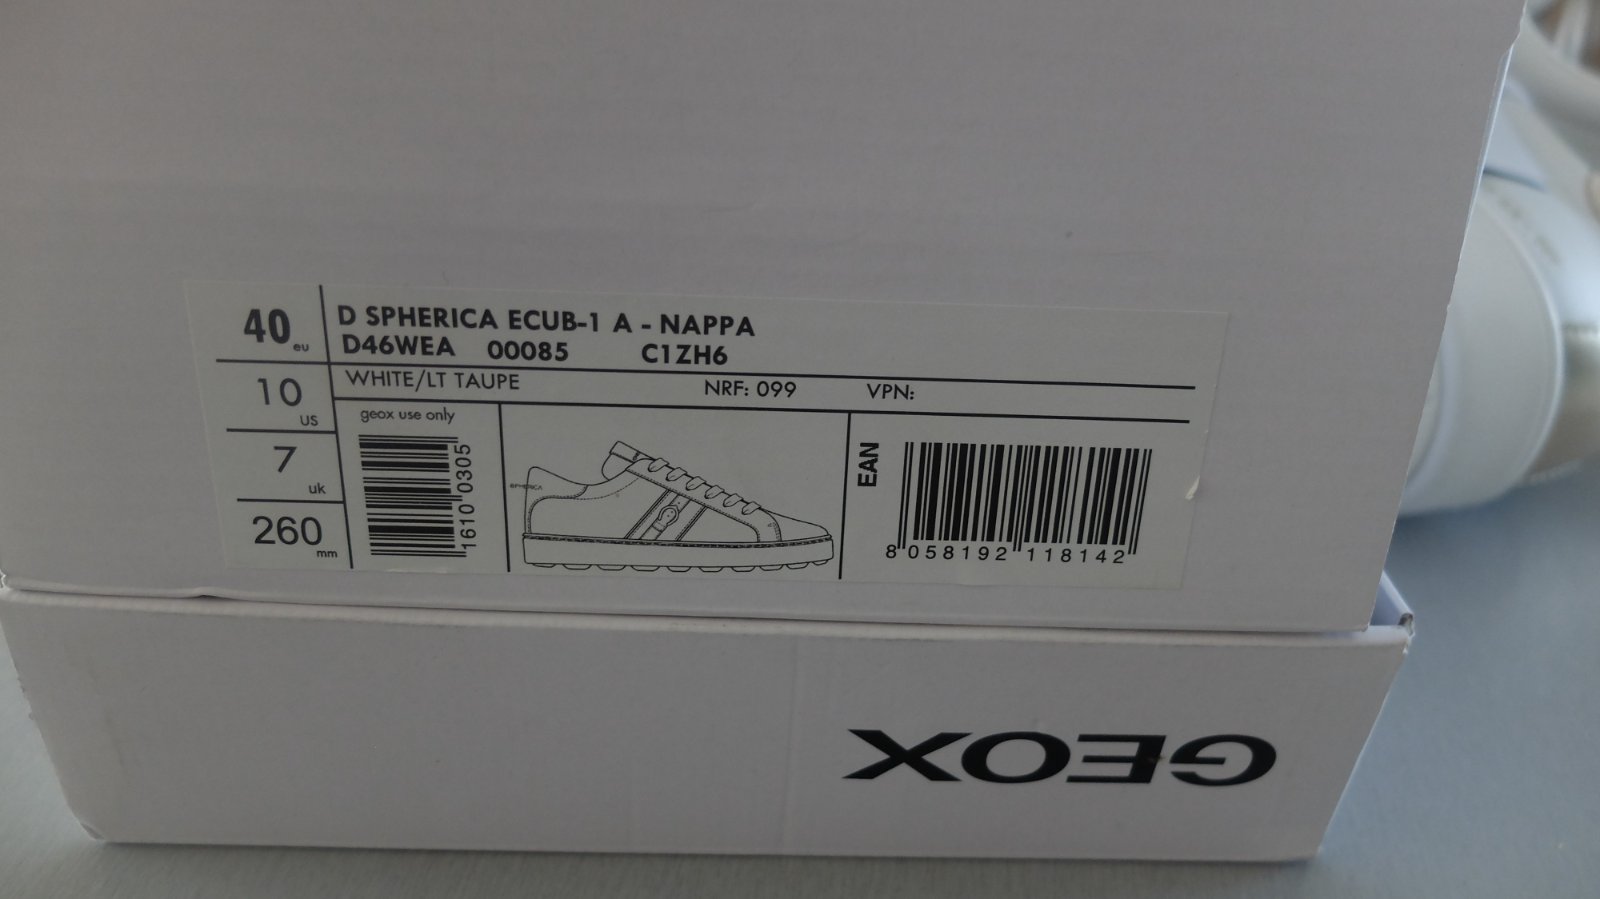 40 eu
D SPHERICA ECUB-1 A - NAPPA
D46WEA 00085 C1ZH6
10 US
WHITE/LT TAUPE NRF: 099 VPN:
7 uk
260 mm
geox use only
1610 0305
SPHERICA
EAN
8 058192 118142
GEOX